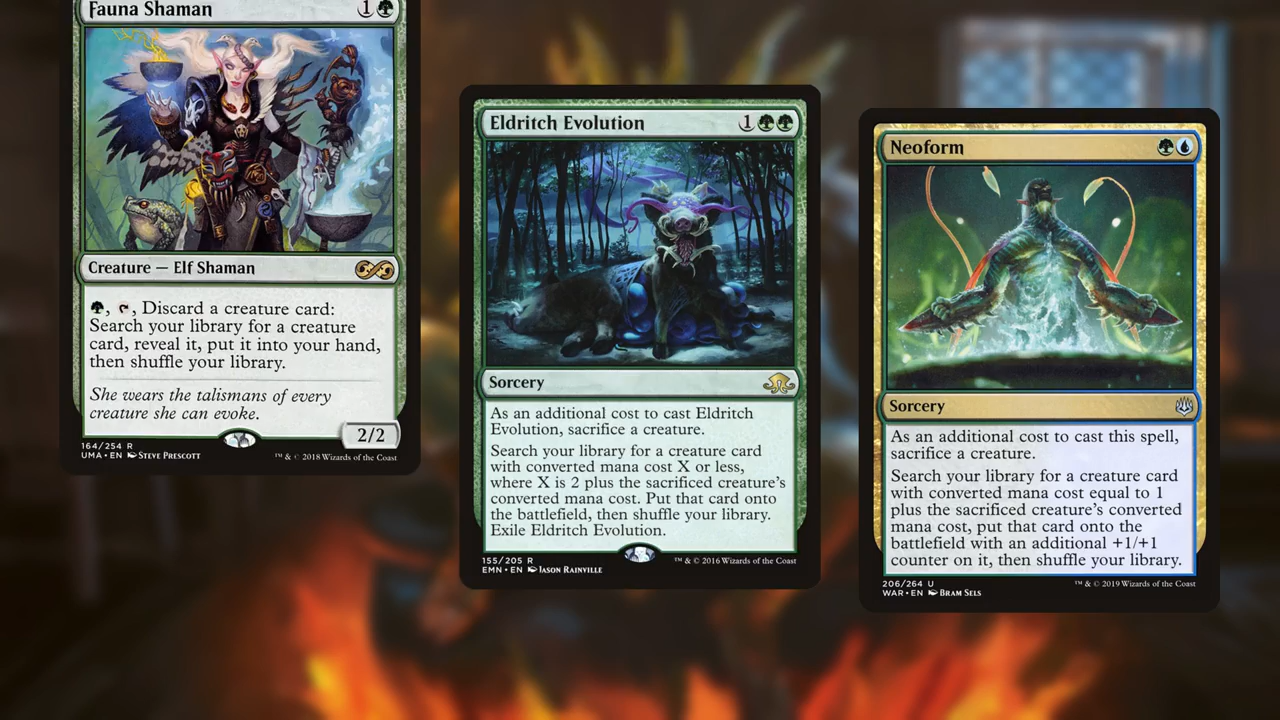 Fauna Shaman 1
Creature — Elf Shaman
, , Discard a creature card:
Search your library for a creature
card, reveal it, put it into your hand,
then shuffle your library.
She wears the talismans of every
creature she can evoke.
2/2
164/254 R
UMA • EN Steve Prescott
™ & © 2018 Wizards of the Coast
Eldritch Evolution 1
Sorcery
As an additional cost to cast Eldritch
Evolution, sacrifice a creature.
Search your library for a creature card
with converted mana cost X or less,
where X is 2 plus the sacrificed creature's
converted mana cost. Put that card onto
the battlefield, then shuffle your library.
Exile Eldritch Evolution.
155/205 R
EMN • EN Jason Rainville
™ & © 2016 Wizards of the Coast
Neoform
Sorcery
As an additional cost to cast this spell,
sacrifice a creature.
Search your library for a creature card
with converted mana cost equal to 1
plus the sacrificed creature's converted
mana cost, put that card onto the
battlefield with an additional +1/+1
counter on it, then shuffle your library.
206/264 U
WAR • EN Bram Sels
™ & © 2019 Wizards of the Coast